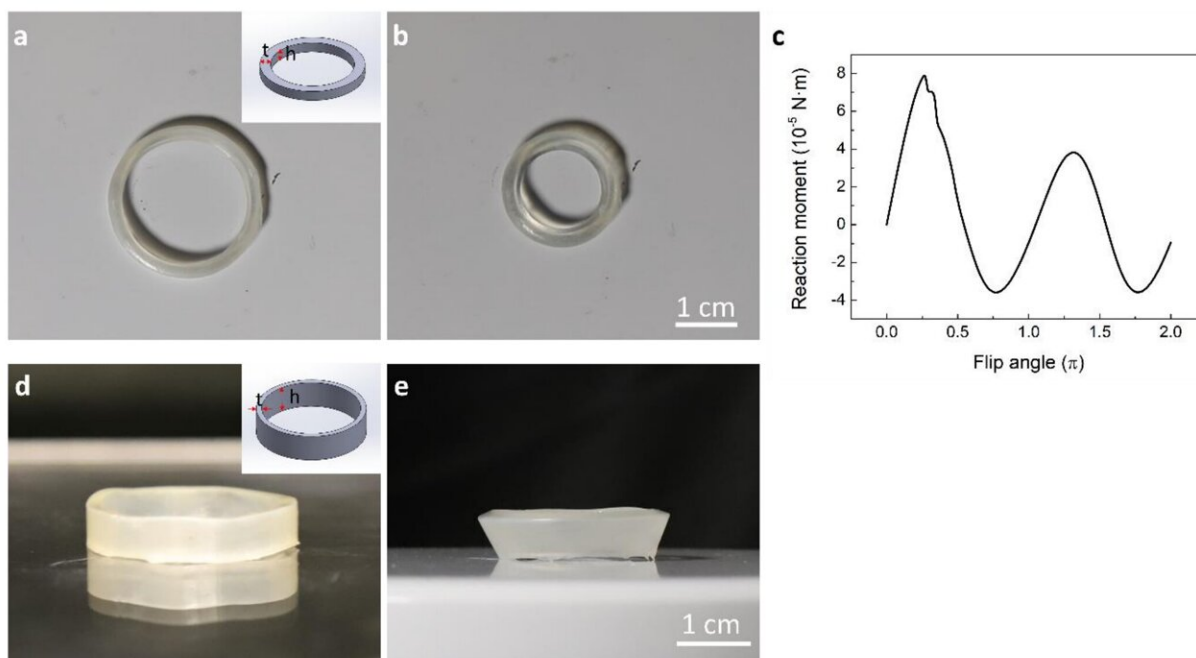 a
t
h
b
1 cm
c
Reaction moment (10⁻⁵ N·m)
8
6
4
2
0
-2
-4
0.0 0.5 1.0 1.5 2.0
Flip angle (π)
d
t
h
e
1 cm